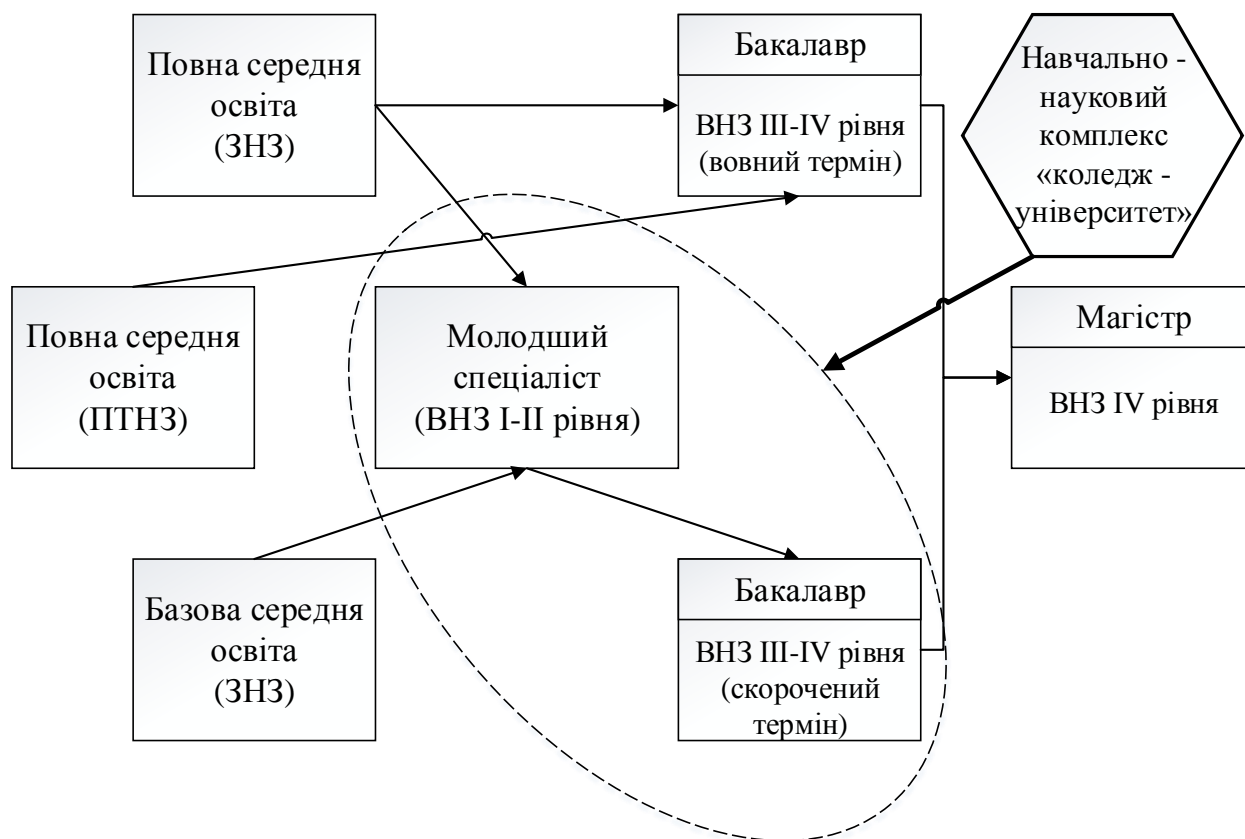 Повна середня
освіта
(ЗНЗ)
Бакалавр
ВНЗ III-IV рівня
(вовний термін)
Навчально -
науковий
комплекс
«коледж -
університет»
Повна середня
освіта
(ПТНЗ)
Молодший
спеціаліст
(ВНЗ I-II рівня)
Магістр
ВНЗ IV рівня
Базова середня
освіта
(ЗНЗ)
Бакалавр
ВНЗ III-IV рівня
(скорочений
термін)